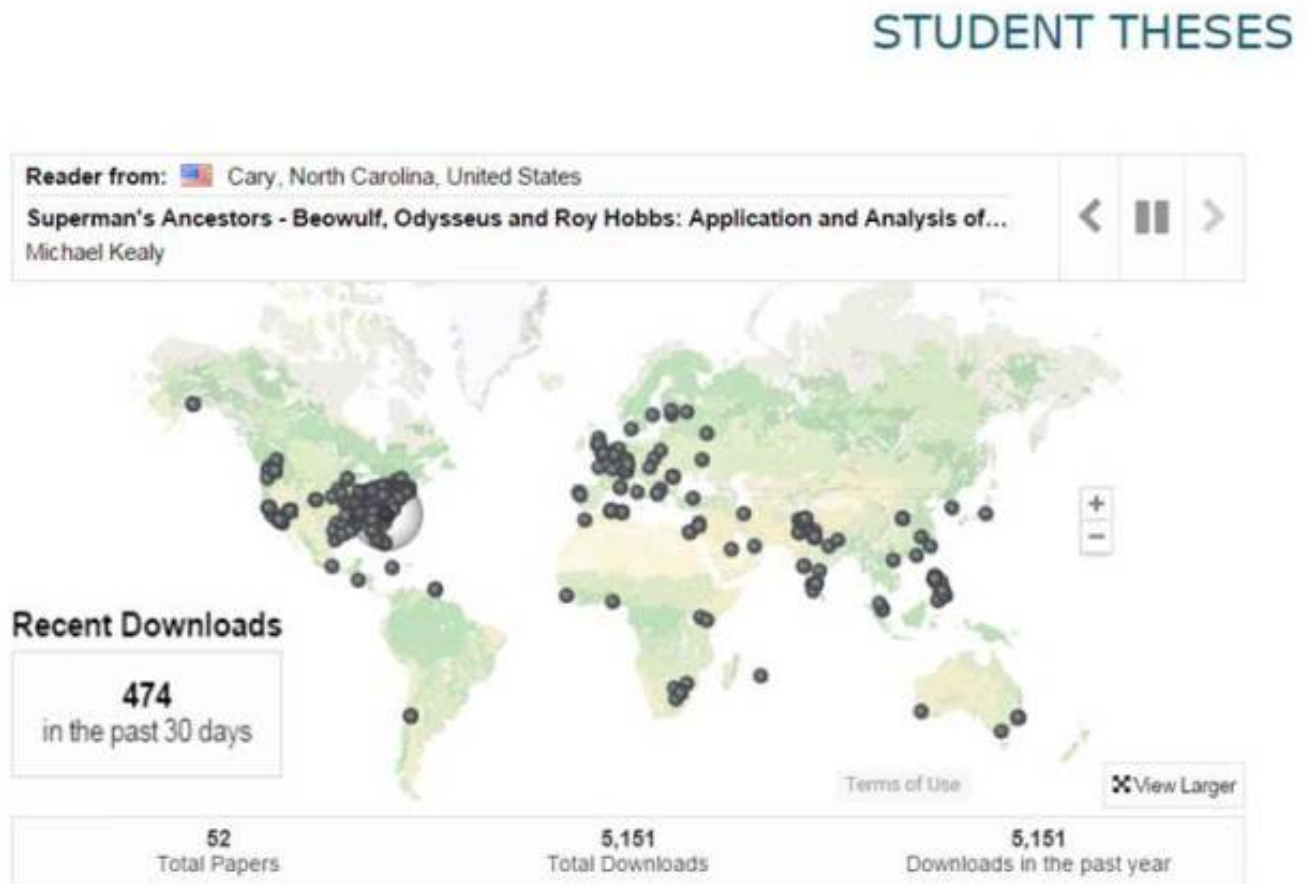 STUDENT THESES
Reader from: Cary, North Carolina, United States
Superman's Ancestors - Beowulf, Odysseus and Roy Hobbs: Application and Analysis of...
Michael Kealy
+
−
Recent Downloads
474
in the past 30 days
Terms of Use
View Larger
52
Total Papers
5,151
Total Downloads
5,151
Downloads in the past year